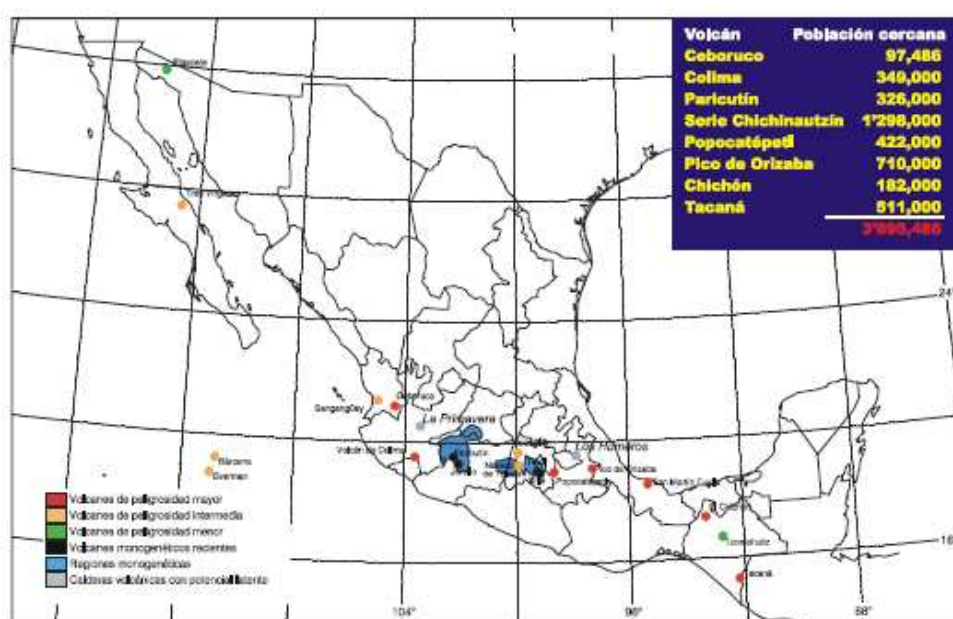 Volcán Población cercana
Ceboruco 97,486
Colima 349,000
Paricutín 326,000
Serie Chichinautzin 1'298,000
Popocatépetl 422,000
Pico de Orizaba 710,000
Chichón 182,000
Tacaná 511,000
3'895,486
24°
Sangangüey
Ceboruco
La Primavera
Volcán de Colima
Los Humeros
Pico de Orizaba
Popocatépetl
San Martín
Bárcena
Everman
Tacaná
Volcanes de peligrosidad mayor
Volcanes de peligrosidad intermedia
Volcanes de peligrosidad menor
Volcanes monogenéticos recientes
Regiones monogenéticas
Calderas volcánicas con potencial latente
16°
104°
96°
88°